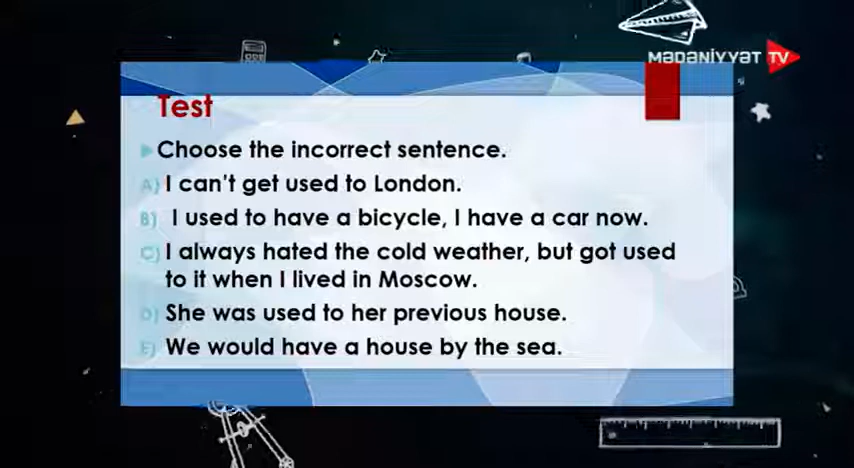 MƏDƏNİYYƏT TV
Test
Choose the incorrect sentence.
A) I can't get used to London.
B) I used to have a bicycle, I have a car now.
C) I always hated the cold weather, but got used
to it when I lived in Moscow.
D) She was used to her previous house.
E) We would have a house by the sea.